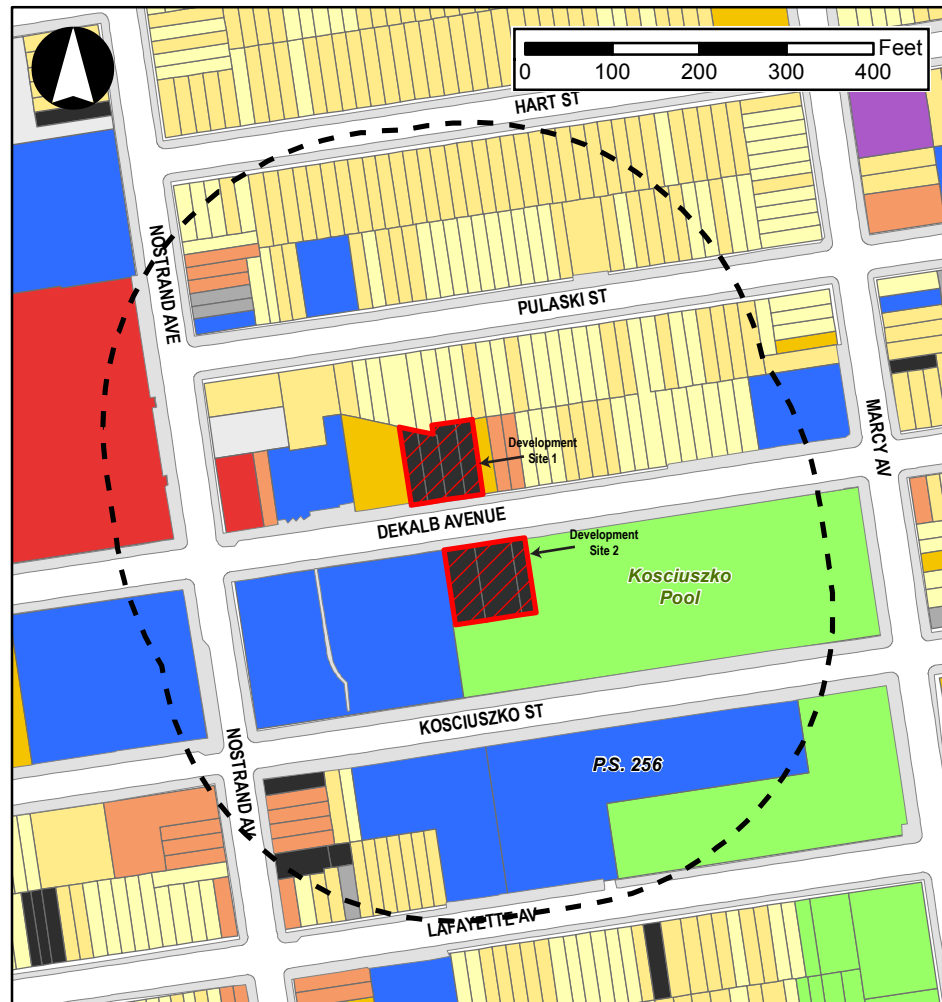 Feet
0 100 200 300 400
HART ST
NOSTRAND AVE
PULASKI ST
MARCY AV
Development
Site 1
DEKALB AVENUE
Development
Site 2
Kosciuszko
Pool
KOSCIUSZKO ST
NOSTRAND AV
P.S. 256
LAFAYETTE AV